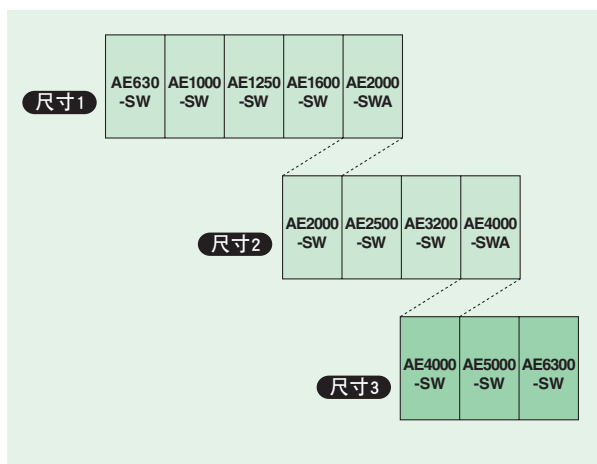 尺寸1
AE630 AE1000 AE1250 AE1600 AE2000
-SW -SW -SW -SW -SWA
尺寸2
AE2000 AE2500 AE3200 AE4000
-SW -SW -SW -SWA
尺寸3
AE4000 AE5000 AE6300
-SW -SW -SW